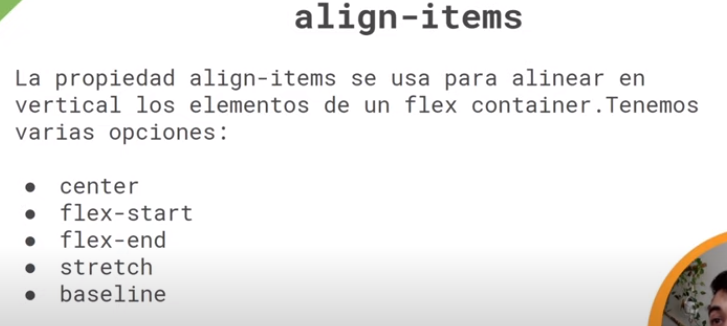 align-items
La propiedad align-items se usa para alinear en
vertical los elementos de un flex container.Tenemos
varias opciones:
● center
● flex-start
● flex-end
● stretch
● baseline